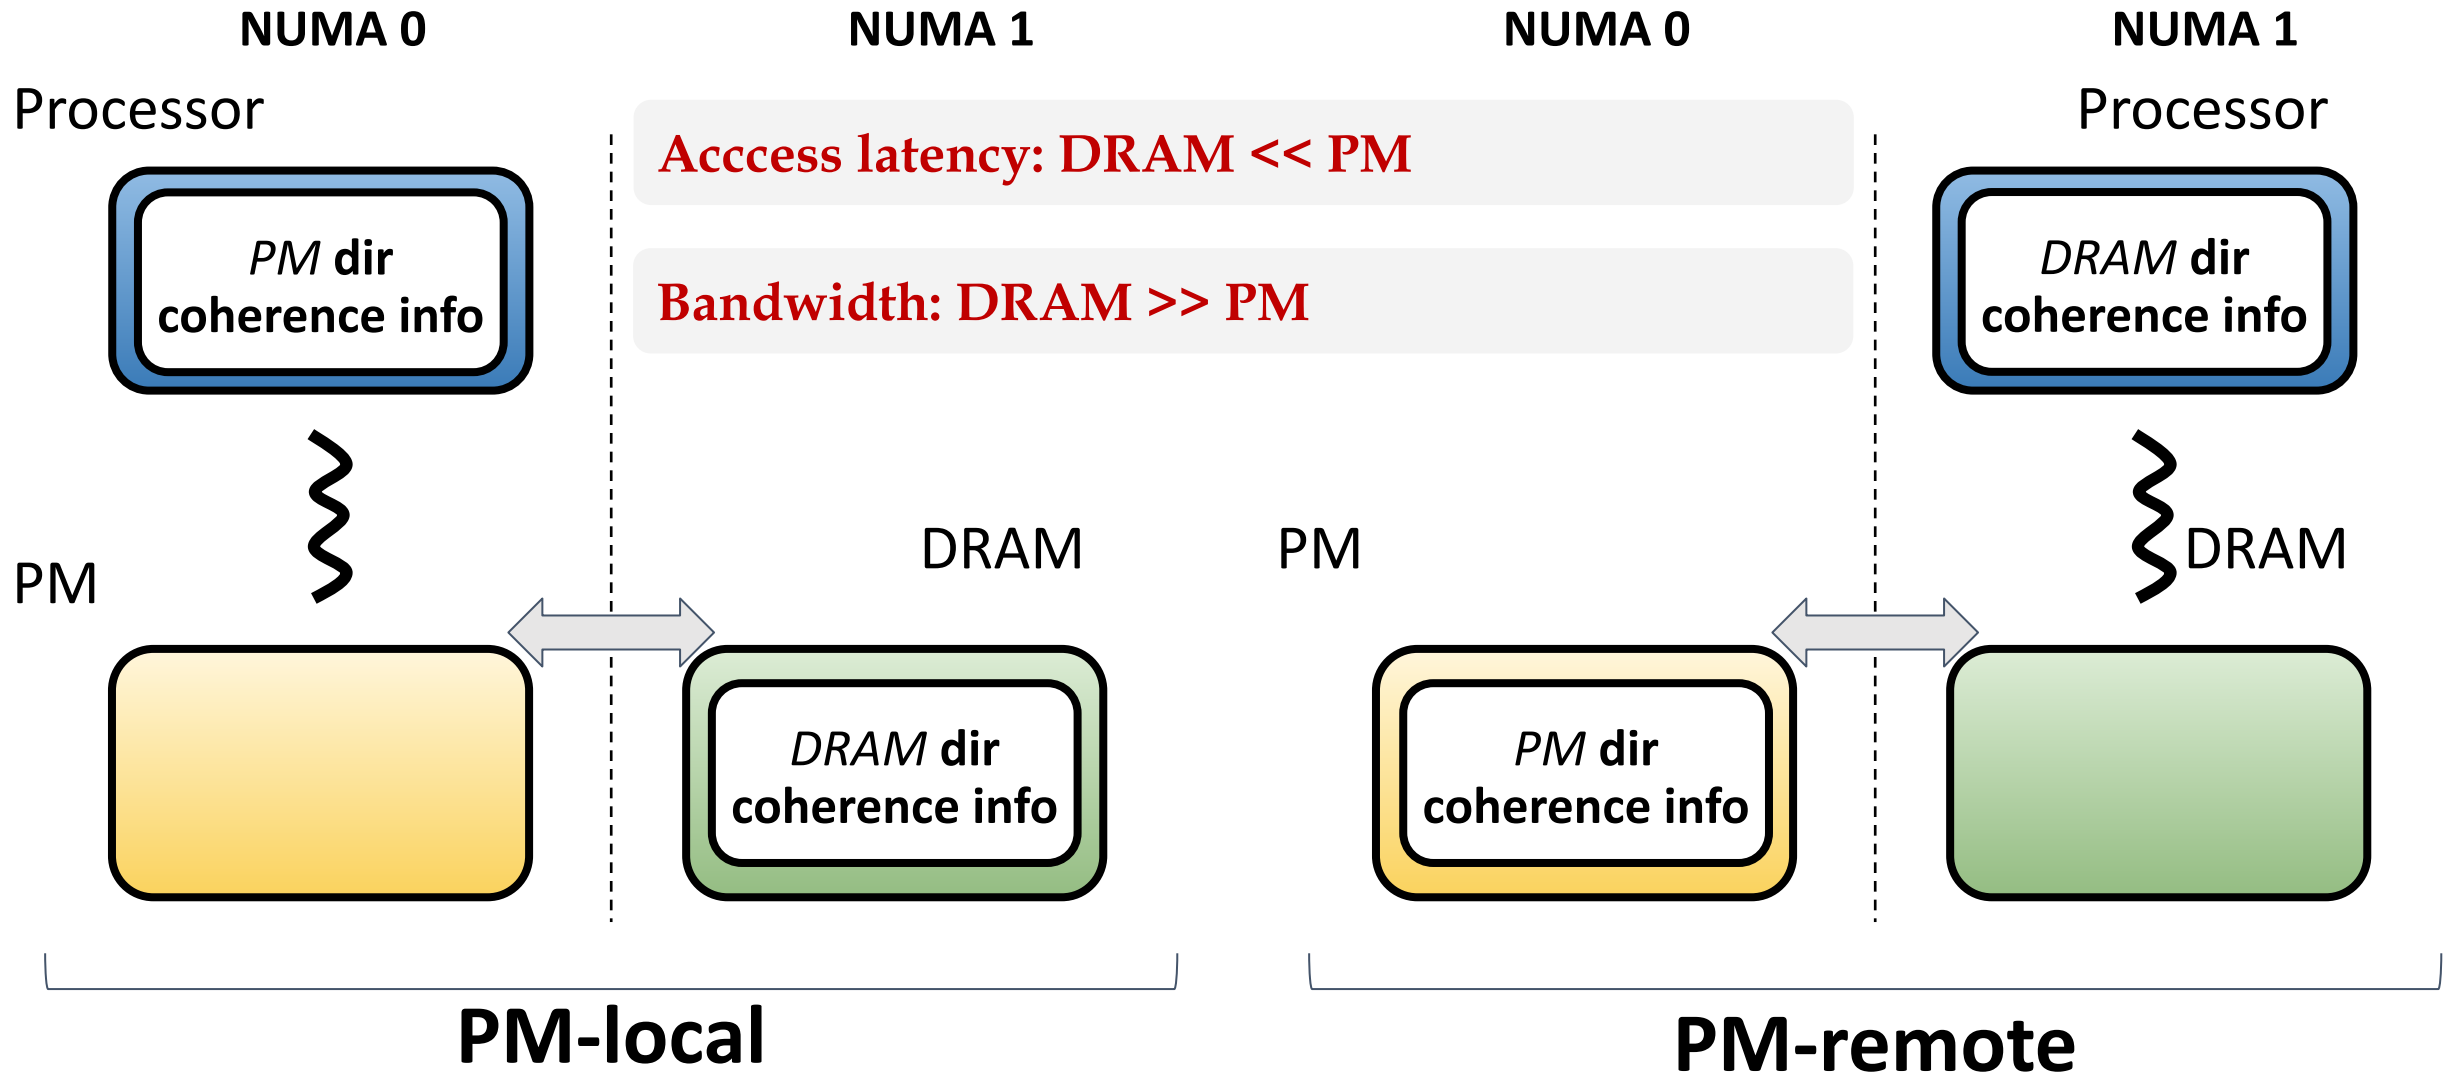 NUMA 0
NUMA 1
NUMA 0
NUMA 1
Processor
Processor
Acccess latency: DRAM << PM
Bandwidth: DRAM >> PM
PM dir
coherence info
DRAM dir
coherence info
PM
DRAM
PM
DRAM
DRAM dir
coherence info
PM dir
coherence info
PM-local
PM-remote